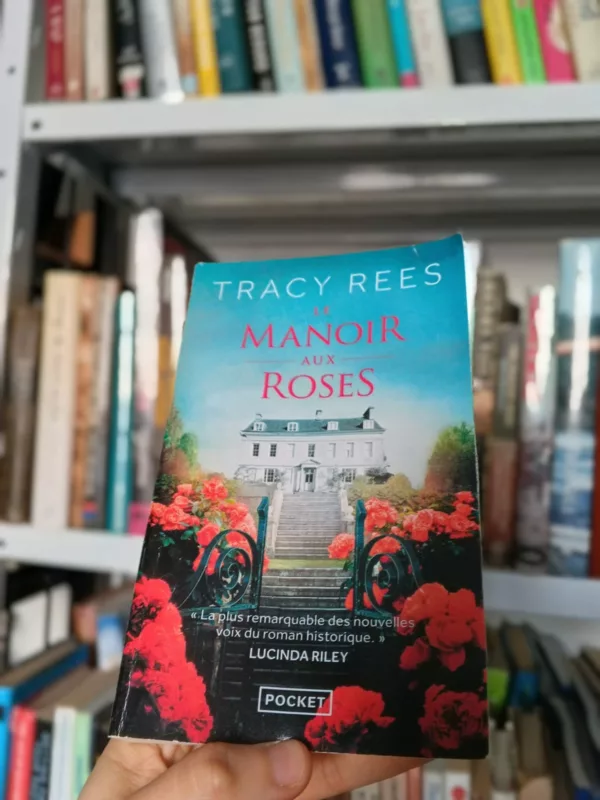 TRACY REES
LE
MANOIR
AUX
ROSES
« La plus remarquable des nouvelles
voix du roman historique. »
LUCINDA RILEY
POCKET